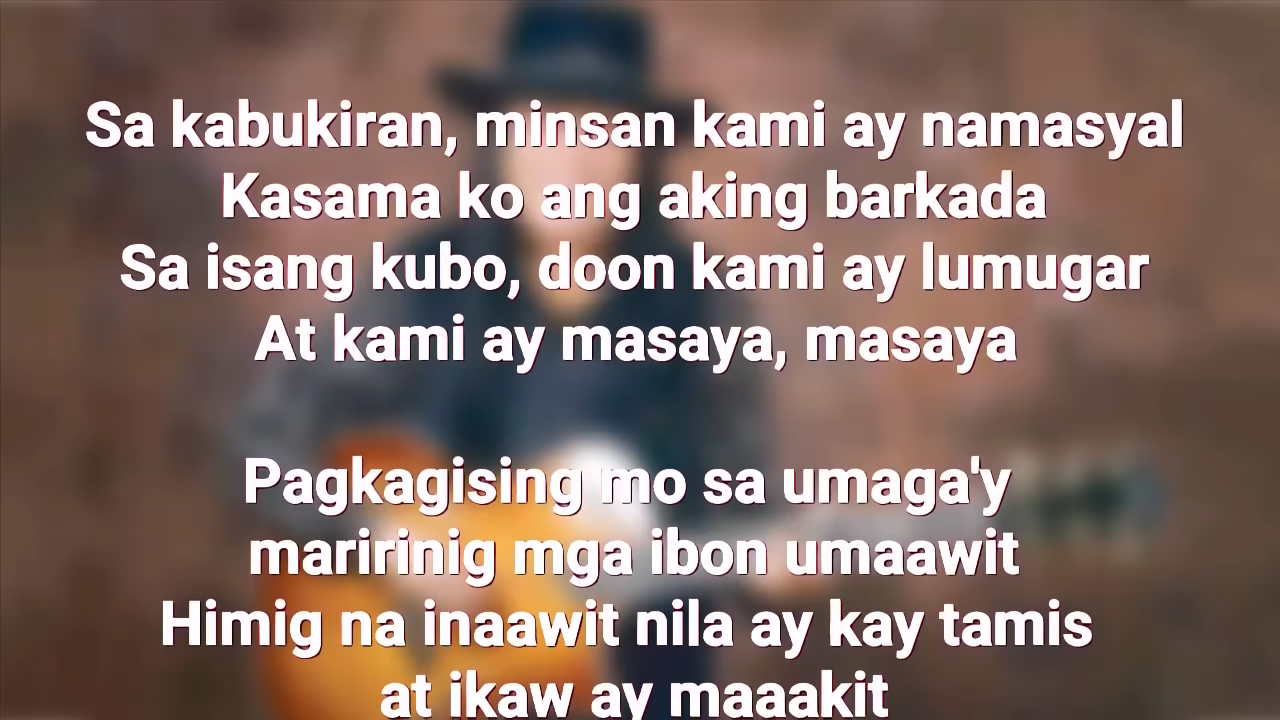 Sa kabukiran, minsan kami ay namasyal
Kasama ko ang aking barkada
Sa isang kubo, doon kami ay lumugar
At kami ay masaya, masaya
Pagkagising mo sa umaga'y
maririnig mga ibon umaawit
Himig na inaawit nila ay kay tamis
at ikaw ay maaakit